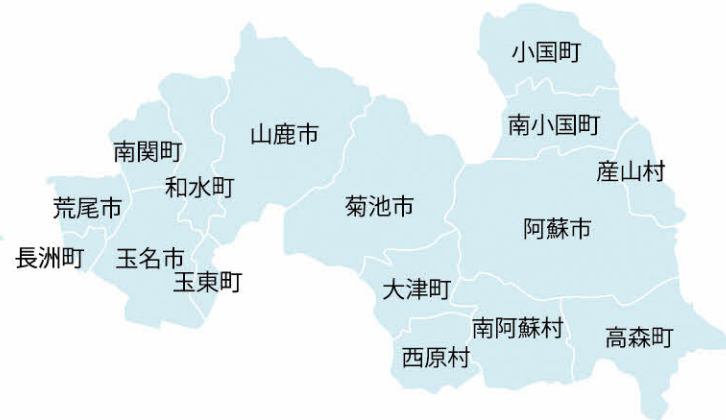 小国町
南小国町
山鹿市
南関町
産山村
和水町
荒尾市
菊池市
阿蘇市
長洲町
玉名市
玉東町
大津町
南阿蘇村
高森町
西原村